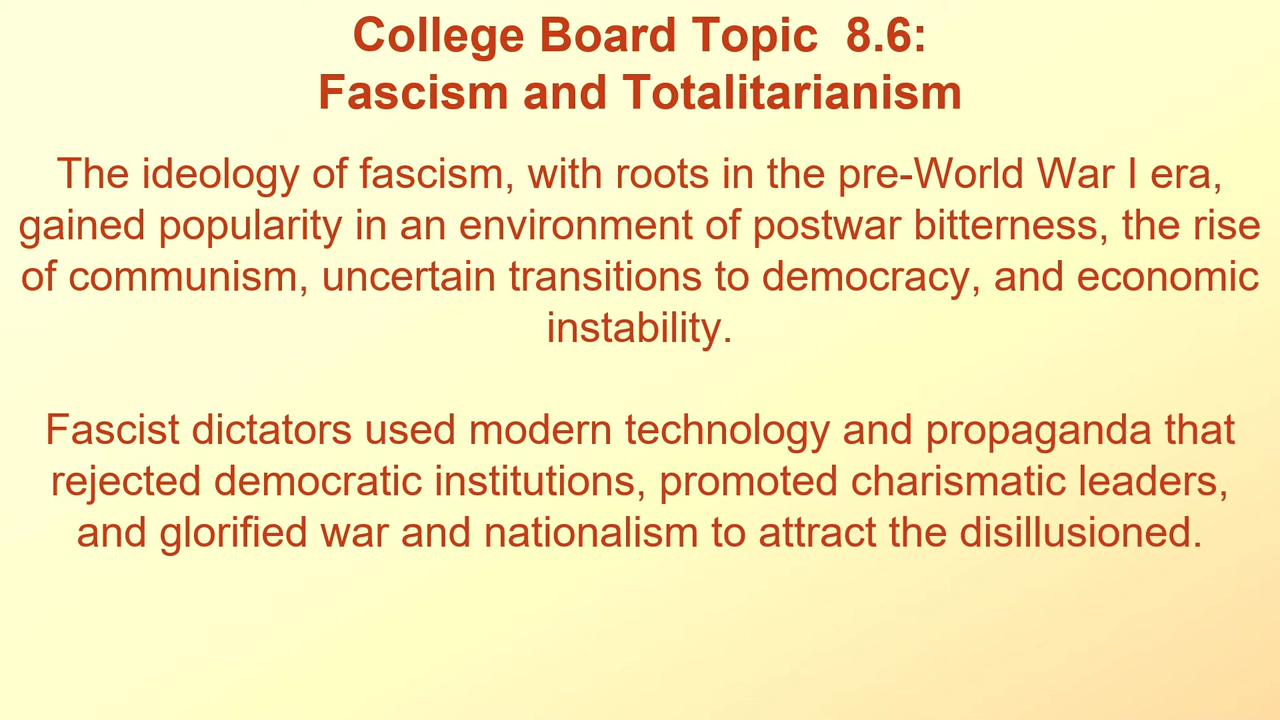 College Board Topic  8.6:
Fascism and Totalitarianism
The ideology of fascism, with roots in the pre-World War I era,
gained popularity in an environment of postwar bitterness, the rise
of communism, uncertain transitions to democracy, and economic
instability.
Fascist dictators used modern technology and propaganda that
rejected democratic institutions, promoted charismatic leaders,
and glorified war and nationalism to attract the disillusioned.